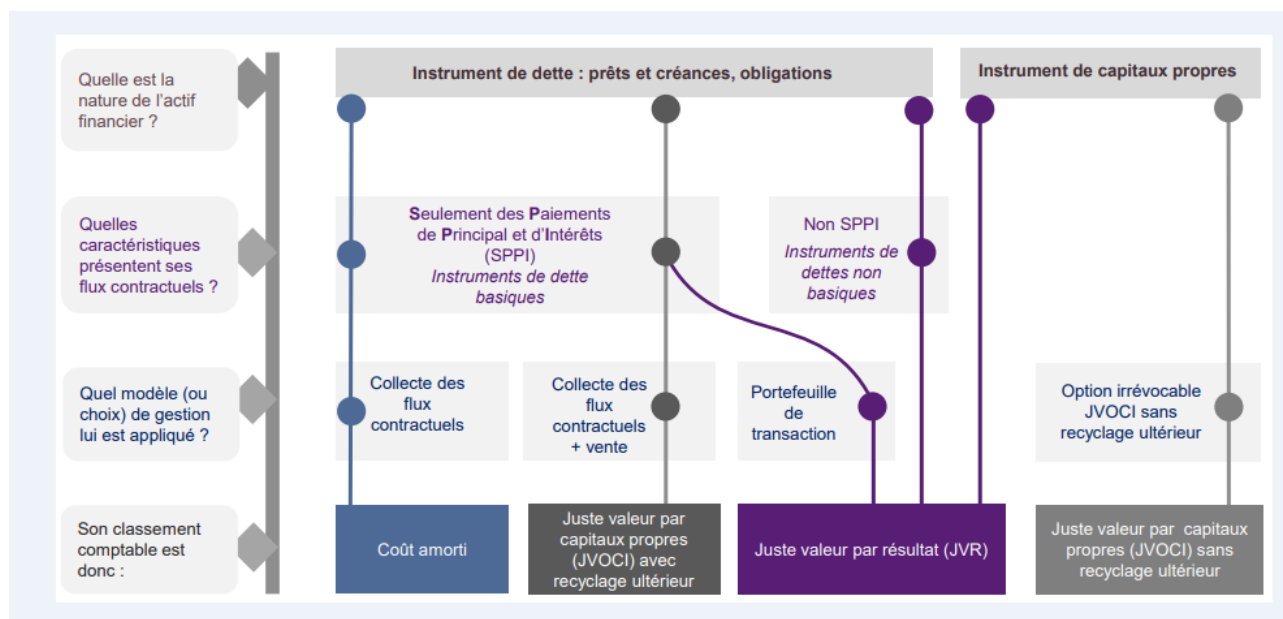 Quelle est la
nature de l'actif
financier ?
Instrument de dette : prêts et créances, obligations
Instrument de capitaux propres
Quelles
caractéristiques
présentent ses
flux contractuels ?
Seulement des Paiements
de Principal et d'Intérêts
(SPPI)
Instruments de dette
basiques
Non SPPI
Instruments de
dettes non
basiques
Quel modèle (ou
choix) de gestion
lui est appliqué ?
Collecte des
flux
contractuels
Collecte des
flux
contractuels
+ vente
Portefeuille
de
transaction
Option irrévocable
JVOCI sans
recyclage ultérieur
Son classement
comptable est
donc :
Coût amorti
Juste valeur par
capitaux propres
(JVOCI) avec
recyclage ultérieur
Juste valeur par résultat (JVR)
Juste valeur par capitaux
propres (JVOCI) sans
recyclage ultérieur